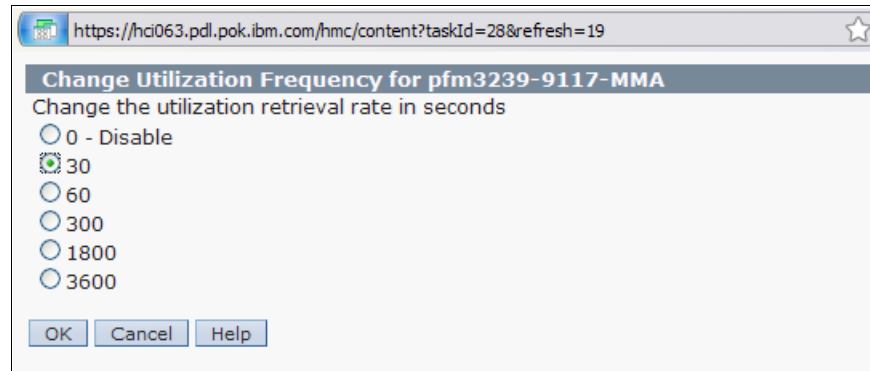 https://hci063.pdl.pok.ibm.com/hmc/content?taskId=28&refresh=19
Change Utilization Frequency for pfm3239-9117-MMA
Change the utilization retrieval rate in seconds
0 - Disable
30
60
300
1800
3600
OK Cancel Help